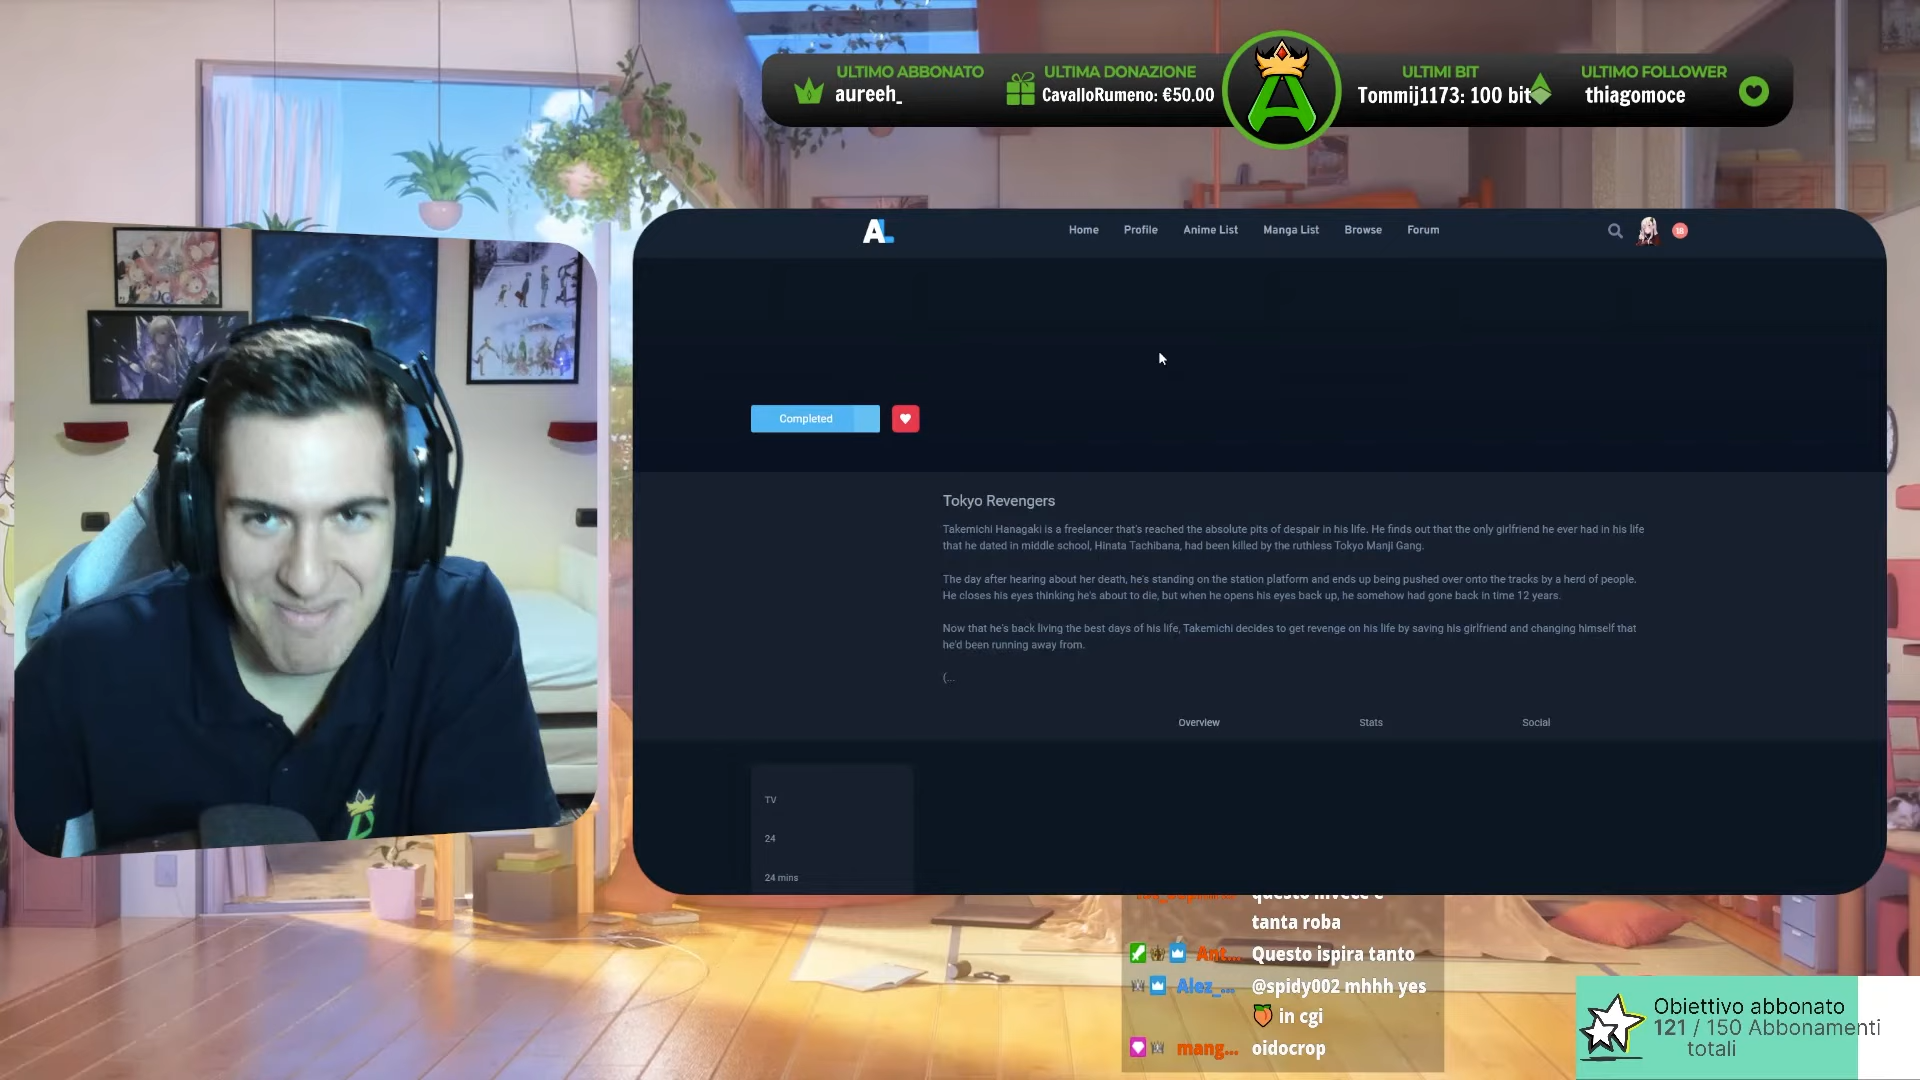 ULTIMO ABBONATO
aureeh_
ULTIMA DONAZIONE
CavalloRumeno: €50.00
A
ULTIMI BIT
Tommij1173: 100 bit
ULTIMO FOLLOWER
thiagomoce
AL
Home
Profile
Anime List
Manga List
Browse
Forum
18
Completed
Tokyo Revengers
Takemichi Hanagaki is a freelancer that's reached the absolute pits of despair in his life. He finds out that the only girlfriend he ever had in his life
that he dated in middle school, Hinata Tachibana, had been killed by the ruthless Tokyo Manji Gang.
The day after hearing about her death, he's standing on the station platform and ends up being pushed over onto the tracks by a herd of people.
He closes his eyes thinking he's about to die, but when he opens his eyes back up, he somehow had gone back in time 12 years.
Now that he's back living the best days of his life, Takemichi decides to get revenge on his life by saving his girlfriend and changing himself that
he'd been running away from.
(...
Overview
Stats
Social
TV
24
24 mins
questo invece è
tanta roba
Ant... Questo ispira tanto
Alez_... @spidy002 mhhh yes
in cgi
mang... oidocrop
Obiettivo abbonato
121 / 150 Abbonamenti
totali